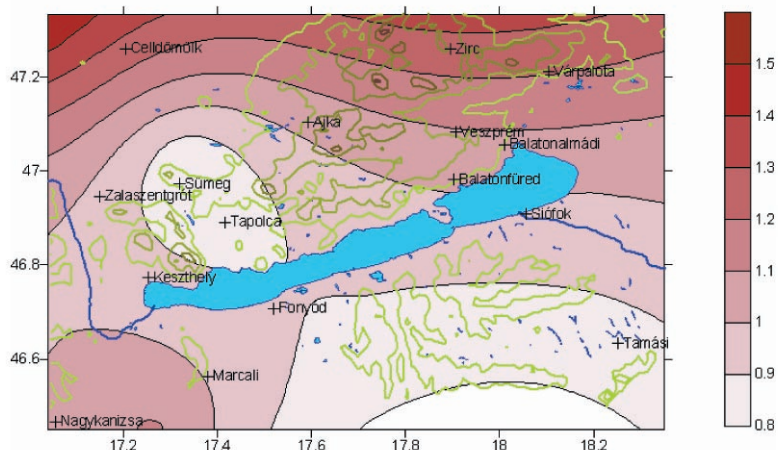 Celldömölk
Zirc
47.2
Várpalota
Ajka
Veszprém
Balatonalmádi
47
Sümeg
Balatonfüred
Zalaszentgrót
Tapolca
Siófok
46.8
Keszthely
Fonyód
Tamási
46.6
Marcali
Nagykanizsa
17.2 17.4 17.6 17.8 18 18.2
1.5
1.4
1.3
1.2
1.1
1
0.9
0.8